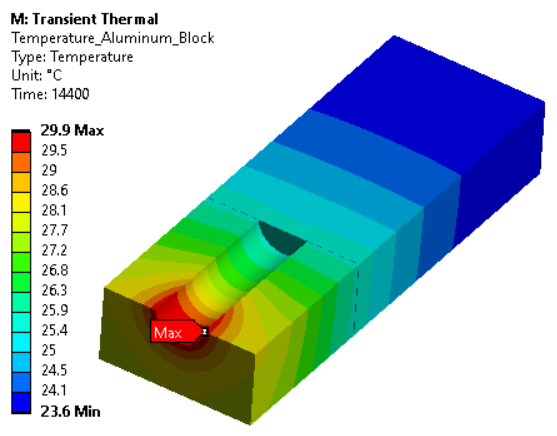 M: Transient Thermal
Temperature_Aluminum_Block
Type: Temperature
Unit: °C
Time: 14400
29.9 Max
29.5
29
28.6
28.1
27.7
27.2
26.8
26.3
25.9
25.4
25
24.5
24.1
23.6 Min
Max